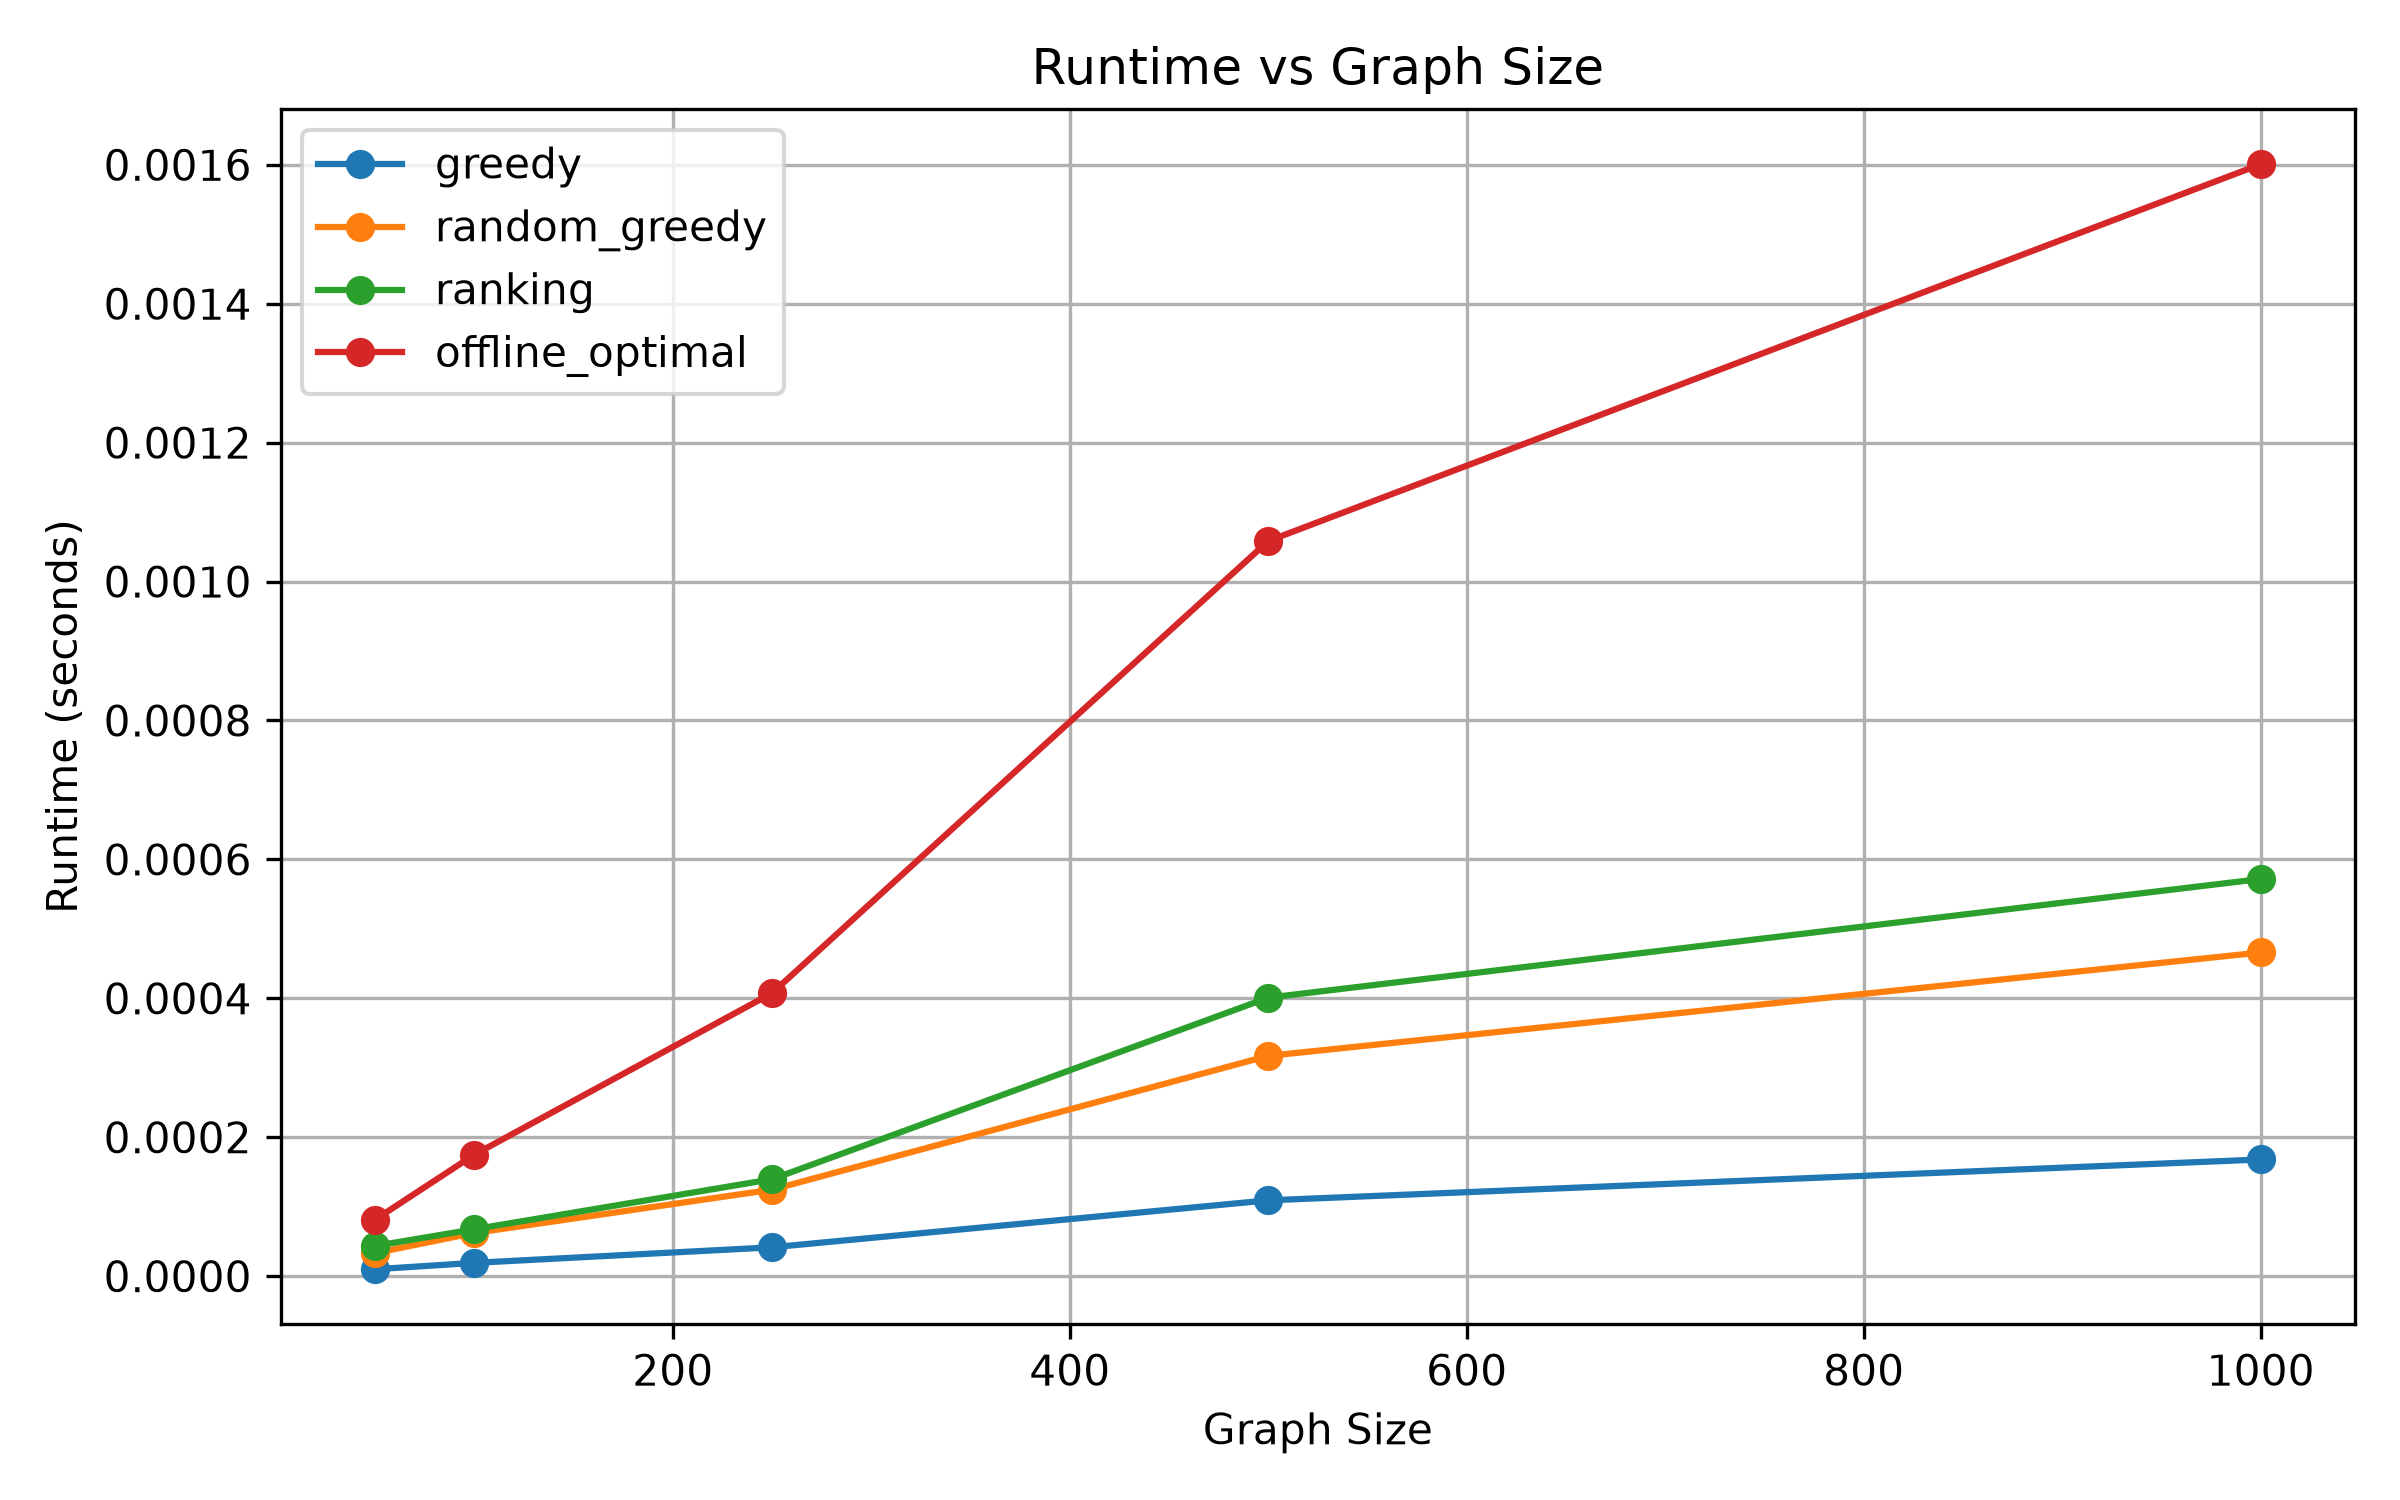 Runtime vs Graph Size
greedy
random_greedy
ranking
offline_optimal
0.0016
0.0014
0.0012
0.0010
0.0008
0.0006
0.0004
0.0002
0.0000
Runtime (seconds)
200 400 600 800 1000
Graph Size